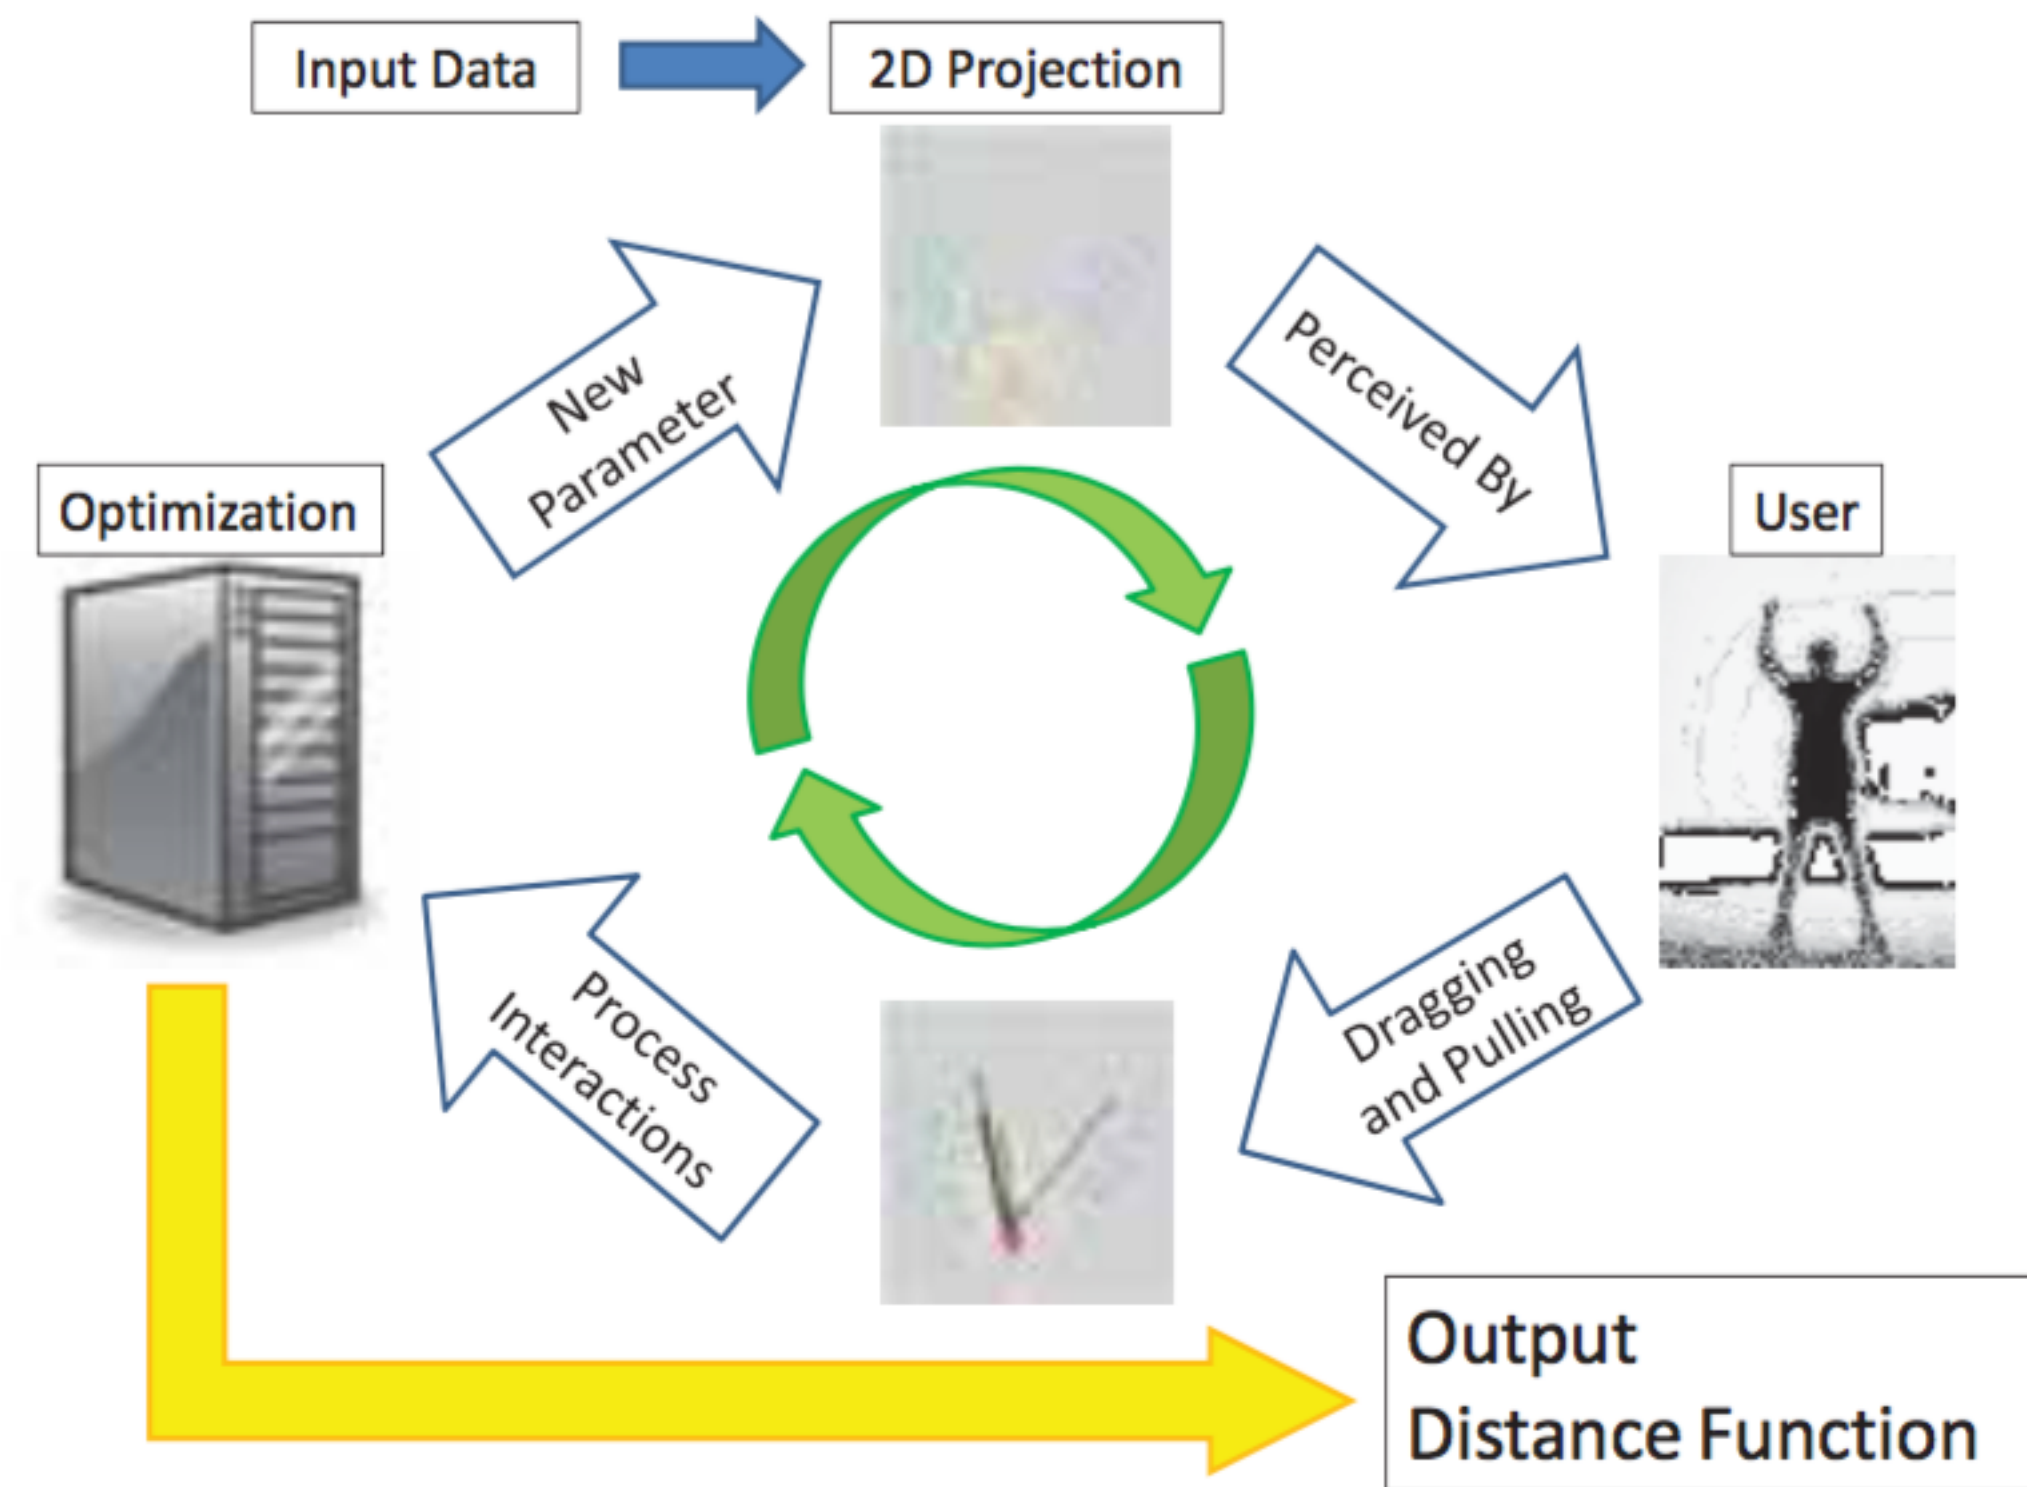 Input Data
2D Projection
New
Parameter
Perceived By
Optimization
User
Process
Interactions
Dragging
and Pulling
Output
Distance Function